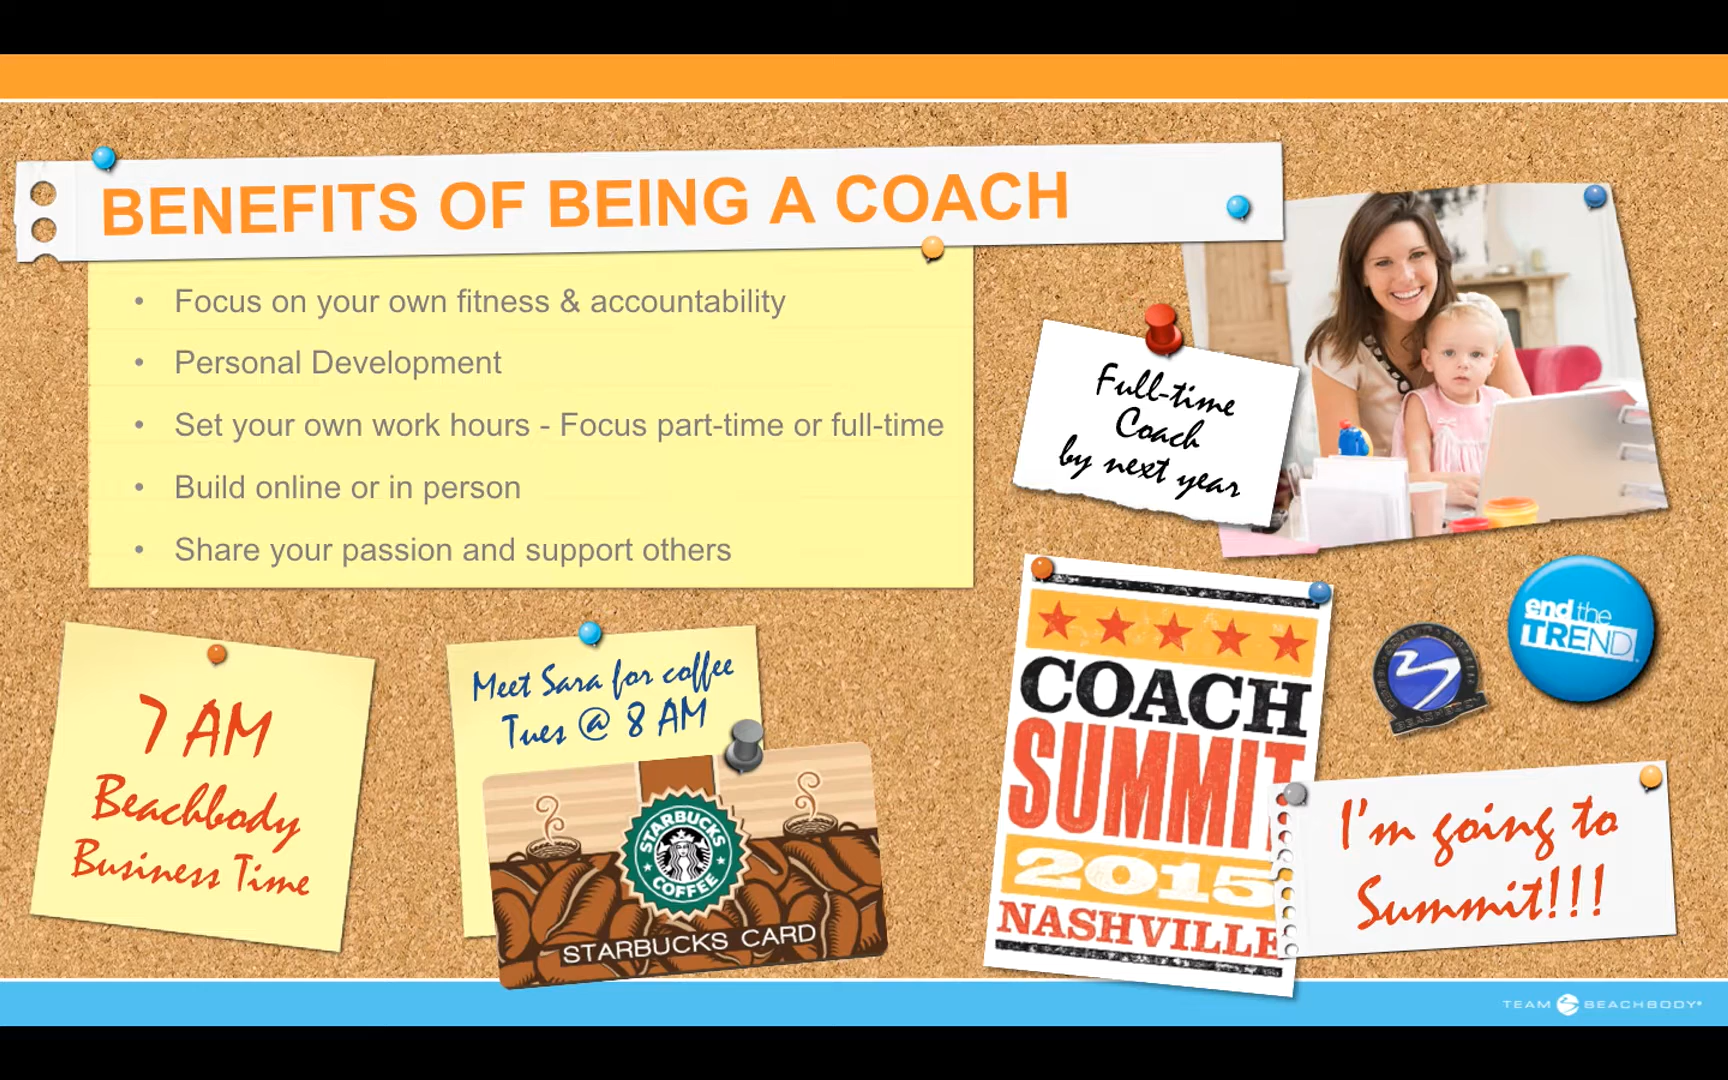 BENEFITS OF BEING A COACH
• Focus on your own fitness & accountability
• Personal Development
• Set your own work hours - Focus part-time or full-time
• Build online or in person
• Share your passion and support others
Full-time
Coach
by next year
7 AM
Beachbody
Business Time
Meet Sara for coffee
Tues @ 8 AM
STARBUCKS
COFFEE
STARBUCKS CARD
COACH
SUMMIT
2015
NASHVILLE
end the
TREND
BEACHBODY
I'm going to
Summit!!!
TEAM BEACHBODY®